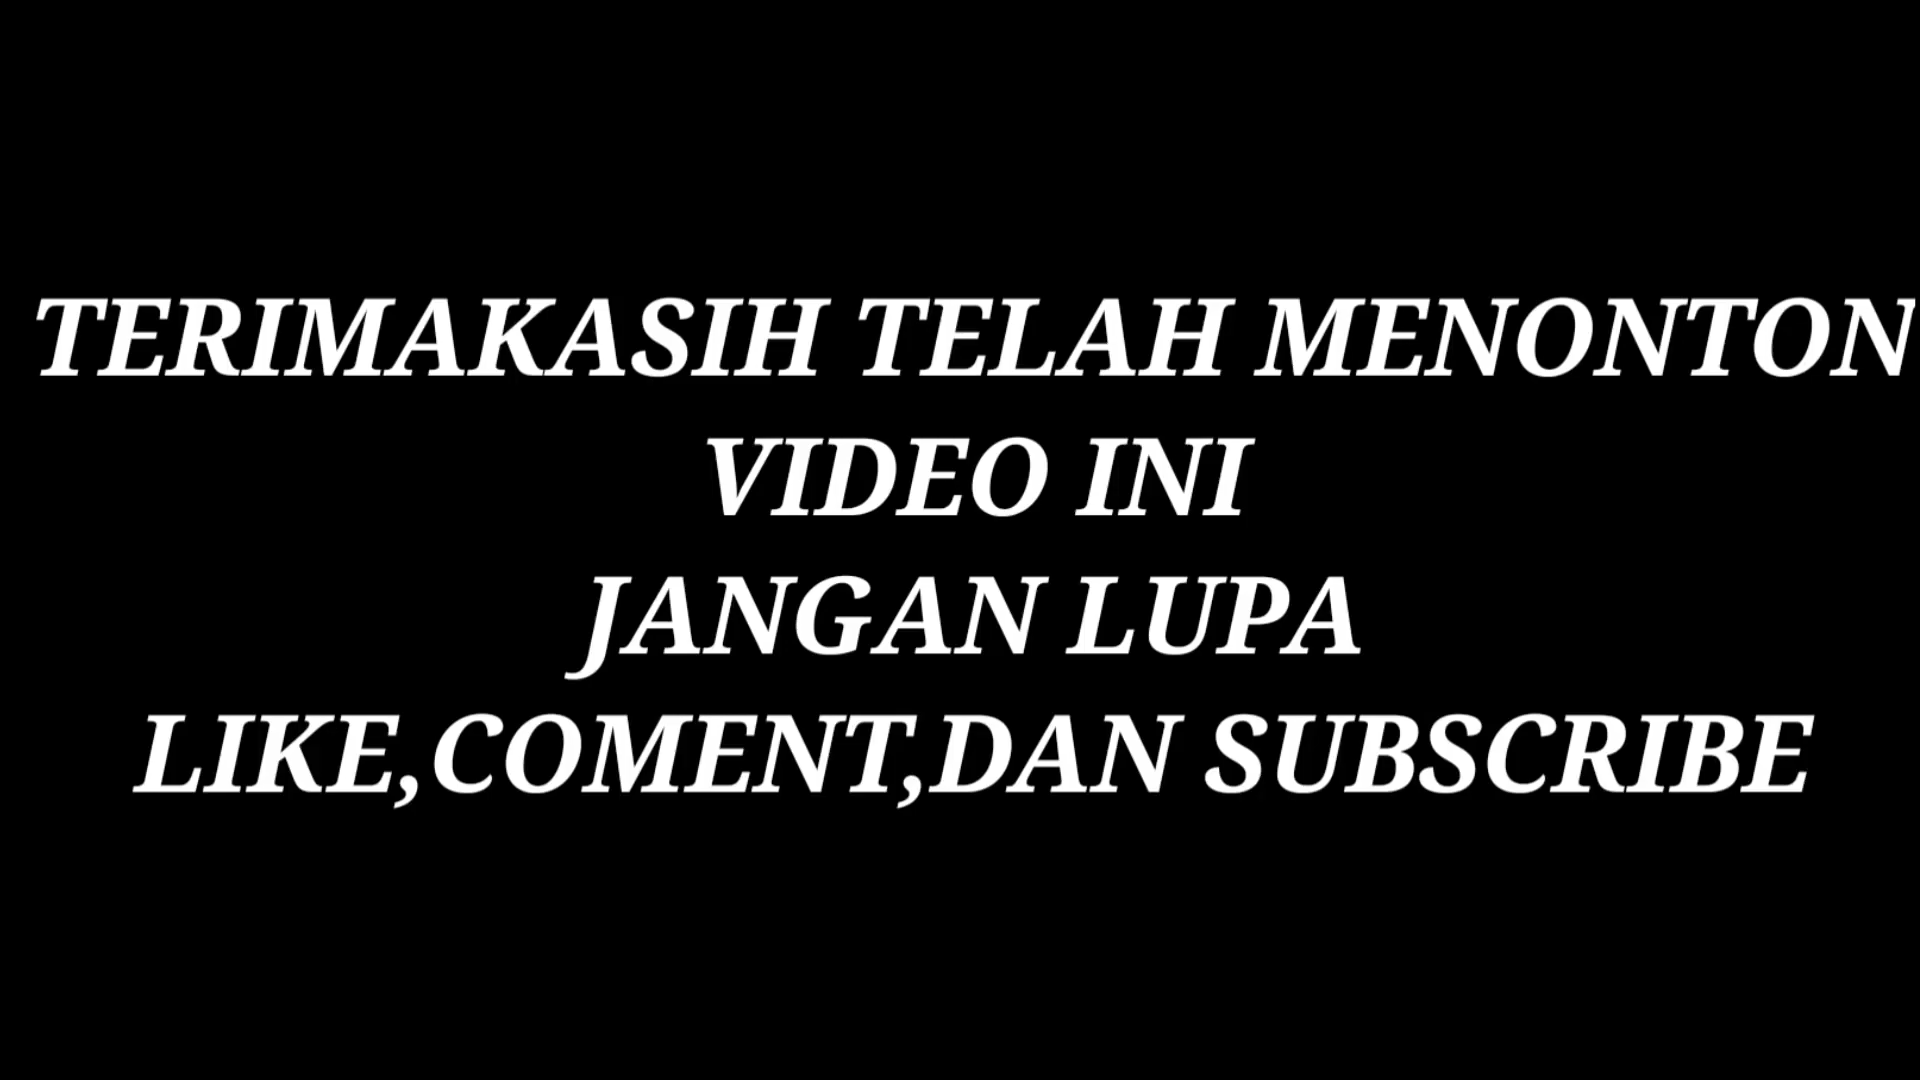 TERIMAKASIH TELAH MENONTON
VIDEO INI
JANGAN LUPA
LIKE,COMENT,DAN SUBSCRIBE